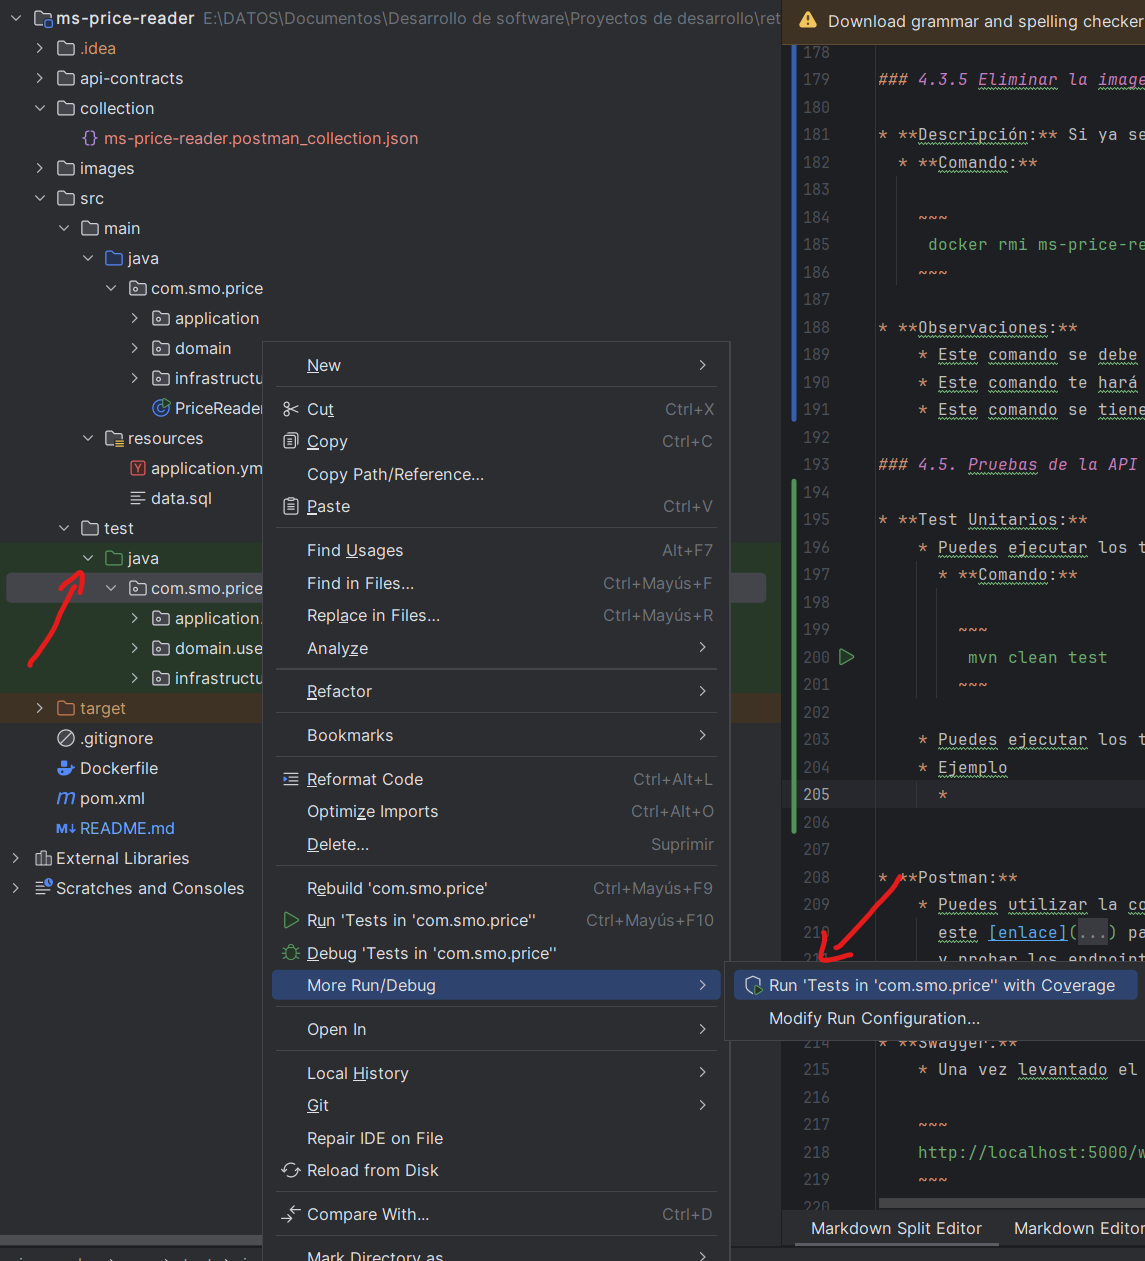 ms-price-reader E:\DATOS\Documentos\Desarrollo de software\Proyectos de desarrollo\ret
.idea
api-contracts
collection
{} ms-price-reader.postman_collection.json
images
src
main
java
com.smo.price
application
domain
infrastructu
PriceReader
resources
application.ym
data.sql
test
java
com.smo.price
application.
domain.use
infrastructu
target
.gitignore
Dockerfile
pom.xml
README.md
External Libraries
Scratches and Consoles
New
Cut Ctrl+X
Copy Ctrl+C
Copy Path/Reference...
Paste Ctrl+V
Find Usages Alt+F7
Find in Files... Ctrl+Mayús+F
Replace in Files... Ctrl+Mayús+R
Analyze
Refactor
Bookmarks
Reformat Code Ctrl+Alt+L
Optimize Imports Ctrl+Alt+O
Delete... Suprimir
Rebuild 'com.smo.price' Ctrl+Mayús+F9
Run 'Tests in 'com.smo.price'' Ctrl+Mayús+F10
Debug 'Tests in 'com.smo.price''
More Run/Debug
Open In
Local History
Git
Repair IDE on File
Reload from Disk
Compare With... Ctrl+D
Mark Directory as
Run 'Tests in 'com.smo.price'' with Coverage
Modify Run Configuration...
Download grammar and spelling checker
178
179 ### 4.3.5 Eliminar la image
180
181 * **Descripción:** Si ya se
182 * **Comando:**
183
184 ~~~
185 docker rmi ms-price-re
186 ~~~
187
188 * **Observaciones:**
189 * Este comando se debe
190 * Este comando te hará
191 * Este comando se tiene
192
193 ### 4.5. Pruebas de la API
194
195 * **Test Unitarios:**
196 * Puedes ejecutar los t
197 * **Comando:**
198
199 ~~~
200 mvn clean test
201 ~~~
202
203 * Puedes ejecutar los t
204 * Ejemplo
205 *
206
207
208 * **Postman:**
209 * Puedes utilizar la co
210 este [enlace](...) pa
y probar los endpoint
214 * **Swagger:**
215 * Una vez levantado el
216
217 ~~~
218 http://localhost:5000/w
219 ~~~
220
Markdown Split Editor Markdown Editor